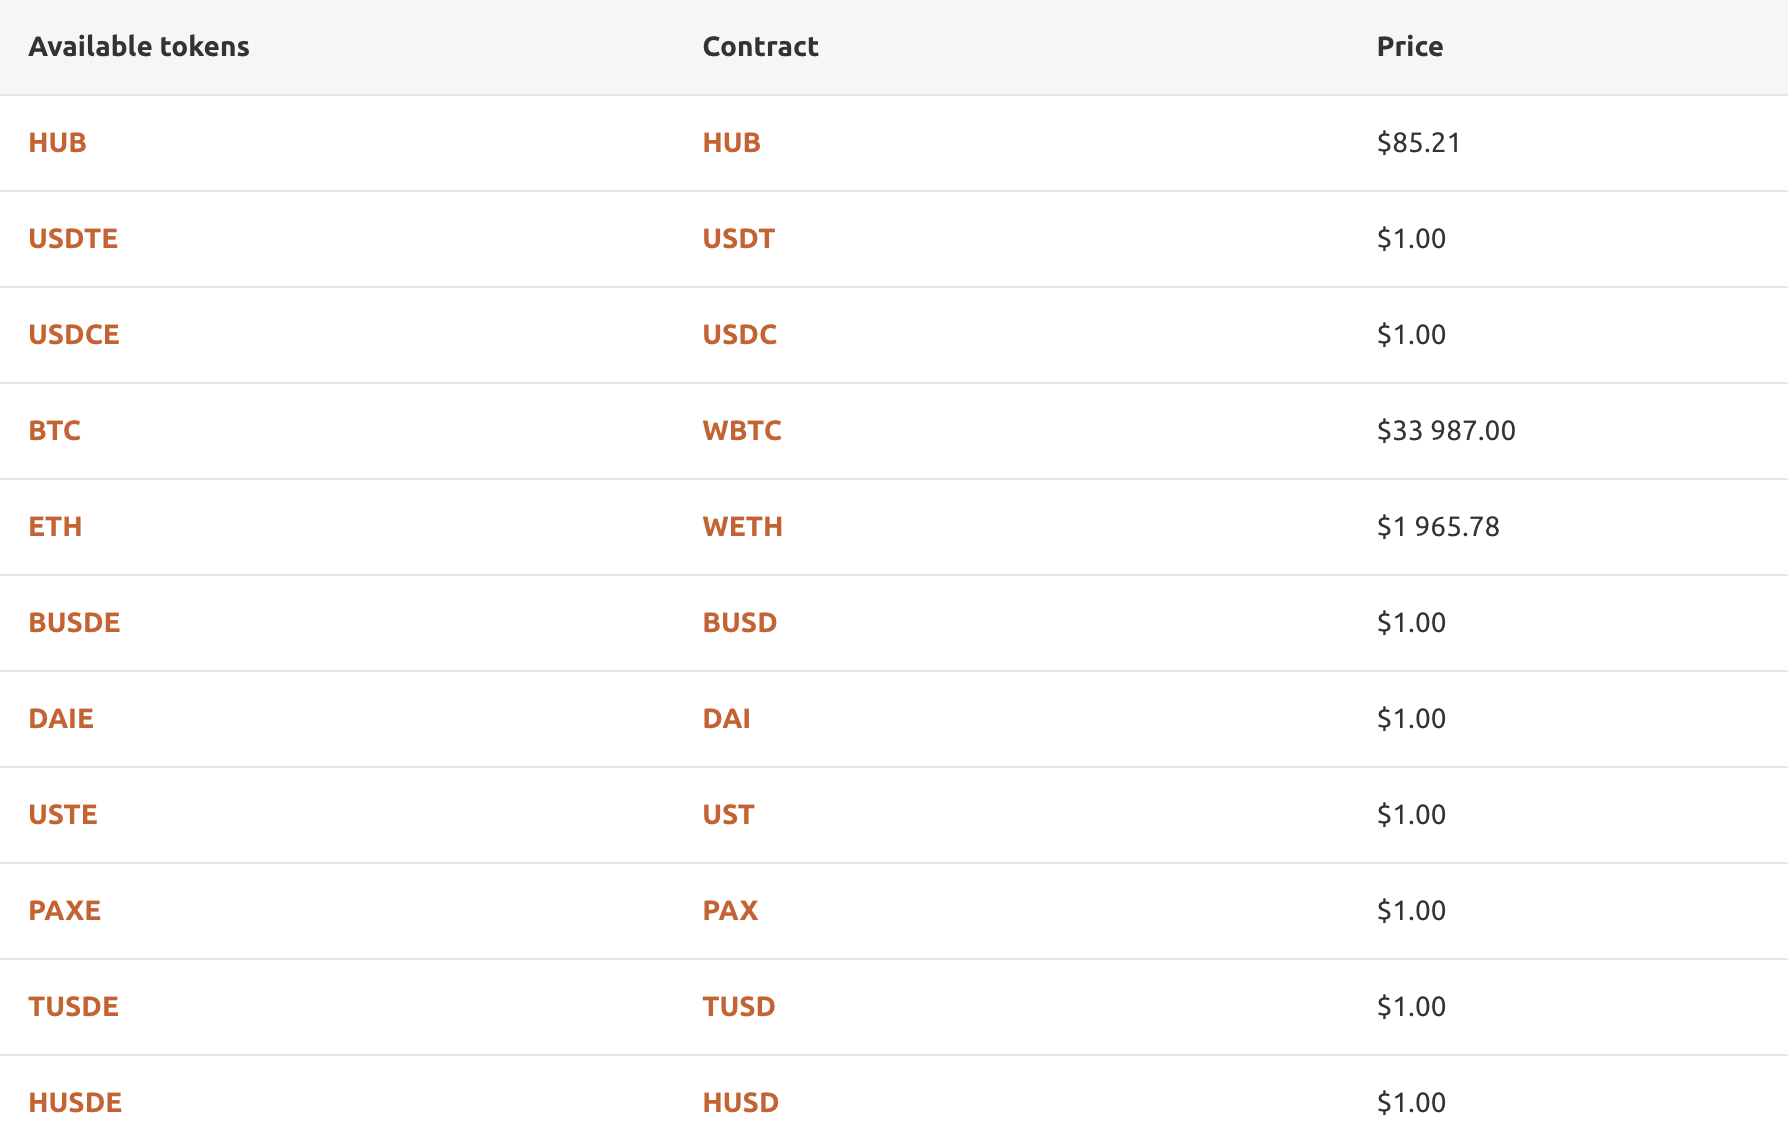 Available tokens Contract Price
HUB HUB $85.21
USDTE USDT $1.00
USDCE USDC $1.00
BTC WBTC $33 987.00
ETH WETH $1 965.78
BUSDE BUSD $1.00
DAIE DAI $1.00
USTE UST $1.00
PAXE PAX $1.00
TUSDE TUSD $1.00
HUSDE HUSD $1.00